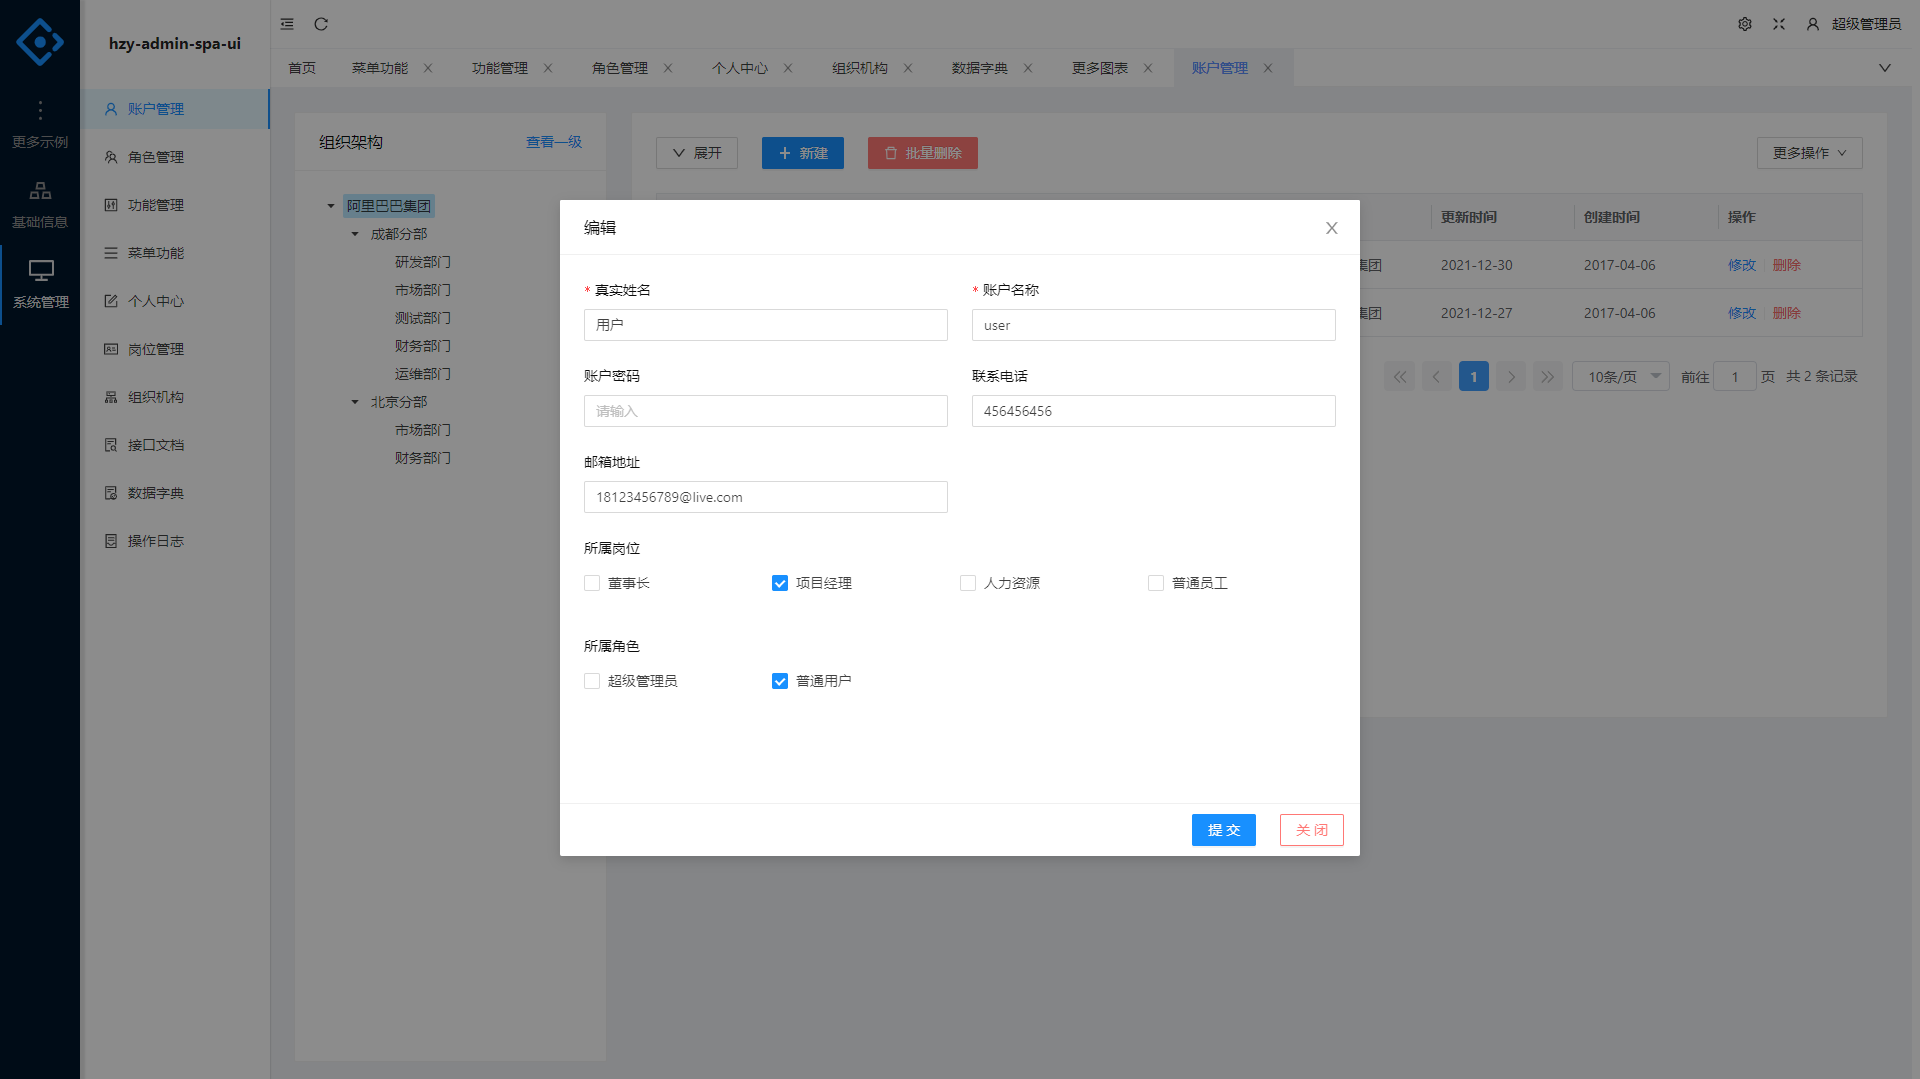 hzy-admin-spa-ui
更多示例
基础信息
系统管理
账户管理
角色管理
功能管理
菜单功能
个人中心
岗位管理
组织机构
接口文档
数据字典
操作日志
超级管理员
首页 菜单功能 功能管理 角色管理 个人中心 组织机构 数据字典 更多图表 账户管理
组织架构 查看一级
阿里巴巴集团
成都分部
研发部门
市场部门
测试部门
财务部门
运维部门
北京分部
市场部门
财务部门
展开 新建 批量删除 更多操作
更新时间 创建时间 操作
集团 2021-12-30 2017-04-06 修改 删除
集团 2021-12-27 2017-04-06 修改 删除
1 10条/页 前往 1 页 共 2 条记录
编辑
* 真实姓名 * 账户名称
用户 user
账户密码 联系电话
请输入 456456456
邮箱地址
18123456789@live.com
所属岗位
董事长 项目经理 人力资源 普通员工
所属角色
超级管理员 普通用户
提 交 关 闭